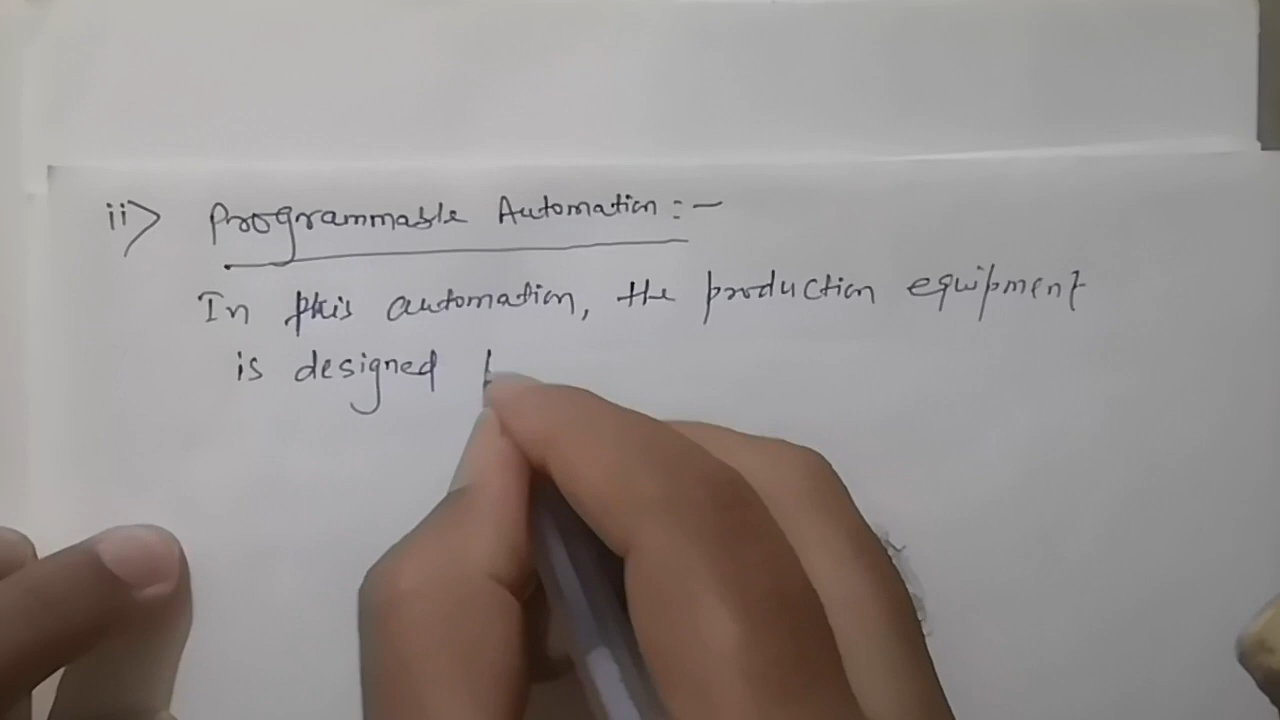 ii> Programmable Automation :-
In this automation, the production equipment
is designed